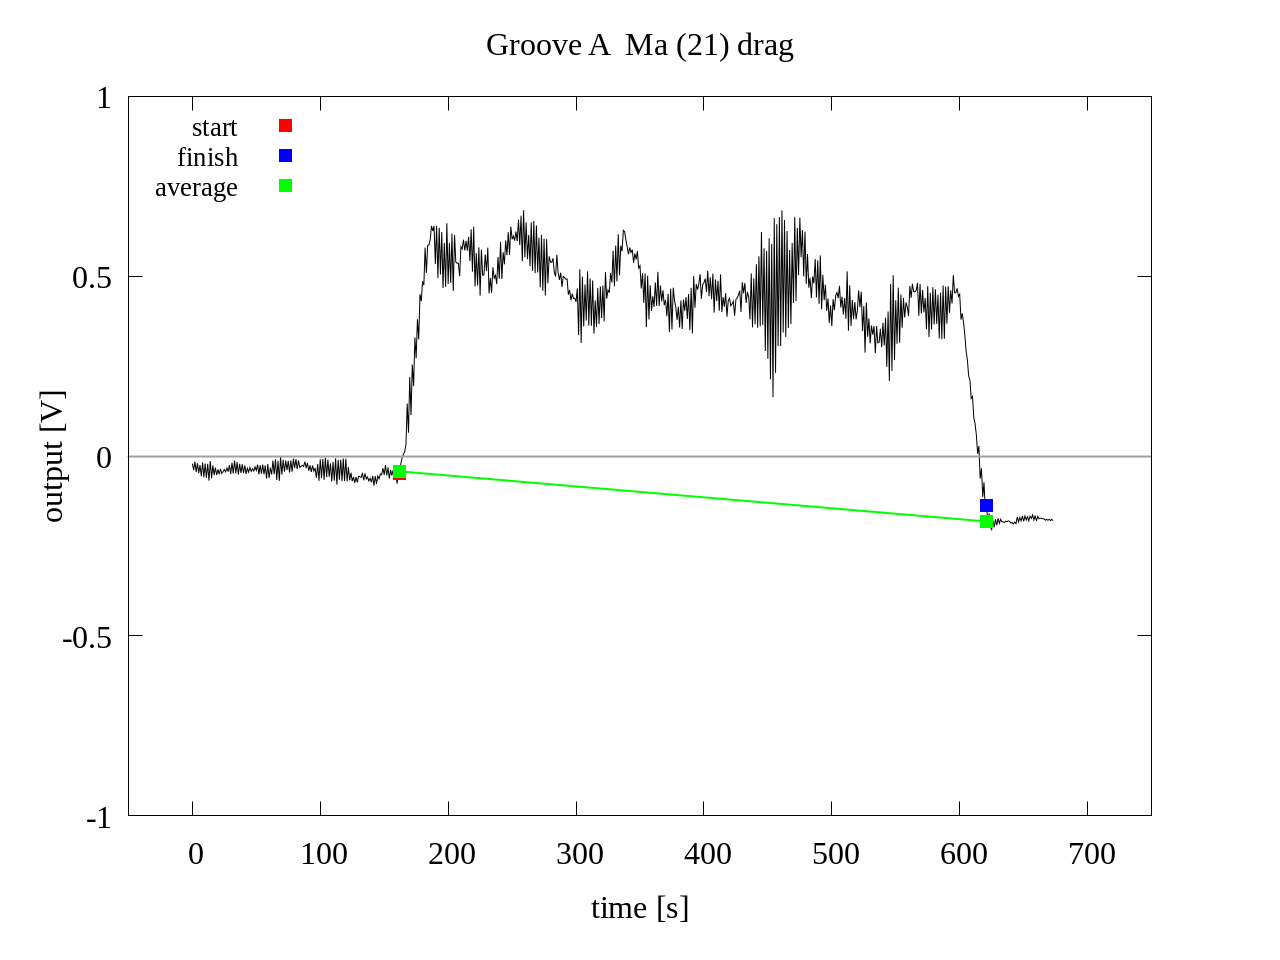 Groove A  Ma (21) drag
1
start
finish
average
0.5
0
output [V]
-0.5
-1
0 100 200 300 400 500 600 700
time [s]